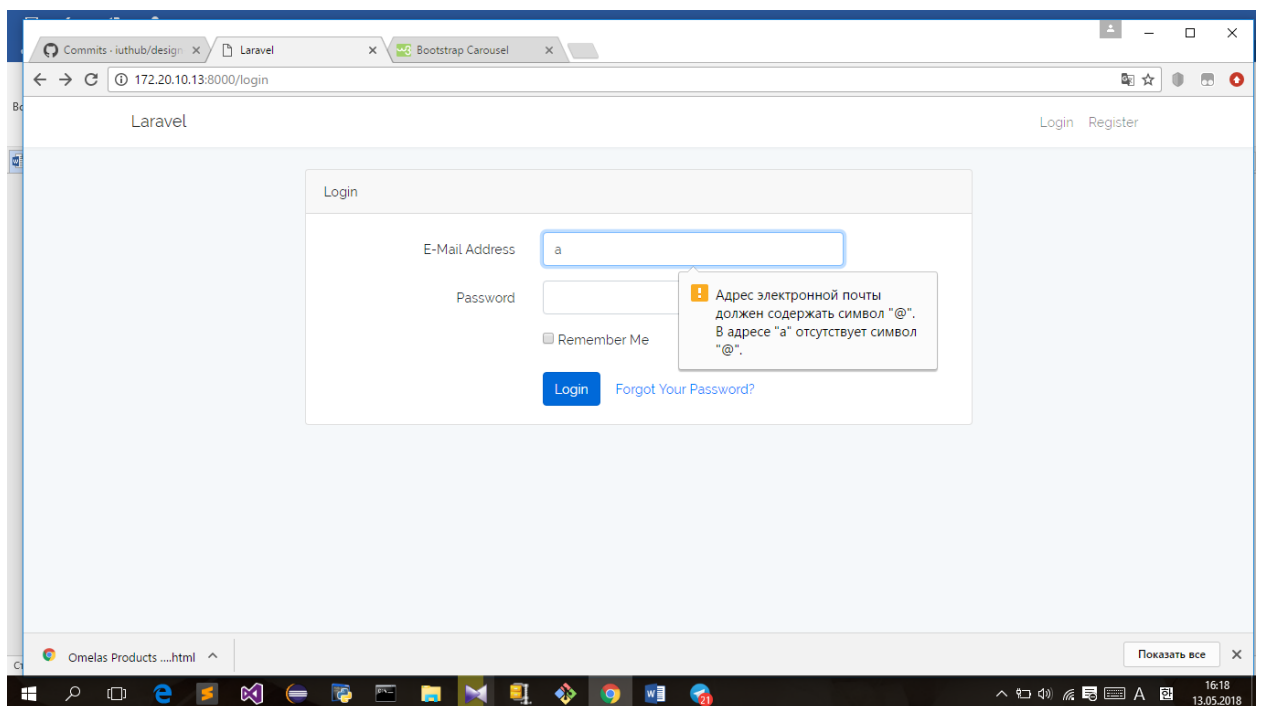 Commits · iuthub/design
Laravel
Bootstrap Carousel
172.20.10.13:8000/login
Laravel
Login Register
Login
E-Mail Address
a
Password
Адрес электронной почты
должен содержать символ "@".
В адресе "a" отсутствует символ
"@".
Remember Me
Login
Forgot Your Password?
Omelas Products ....html
Показать все
21
A
16:18
13.05.2018